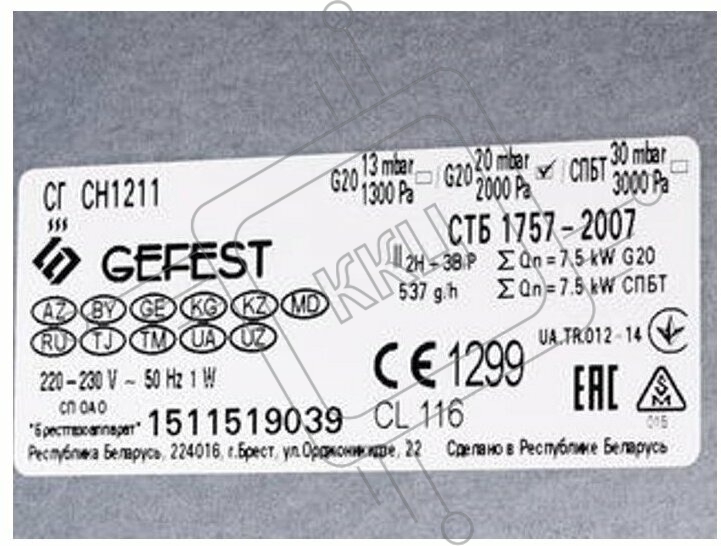 СГ СН1211
G20 13 mbar 1300 Pa / G20 20 mbar 2000 Pa / СПБТ 30 mbar 3000 Pa
СТБ 1757-2007
GEFEST
2H-3B/P ΣQn=7.5 kW G20
537 g/h ΣQn=7.5 kW СПБТ
AZ BY GE KG KZ MD
RU TJ TM UA UZ
UA.TR.012-14
220-230 V ~ 50 Hz 1 W
CE 1299
EAC
СП ОАО
"Брестгазоаппарат" 1511519039
CL 116
015
Республика Беларусь, 224016, г.Брест, ул.Орджоникидзе, 22 Сделано в Республике Беларусь
ККЦ